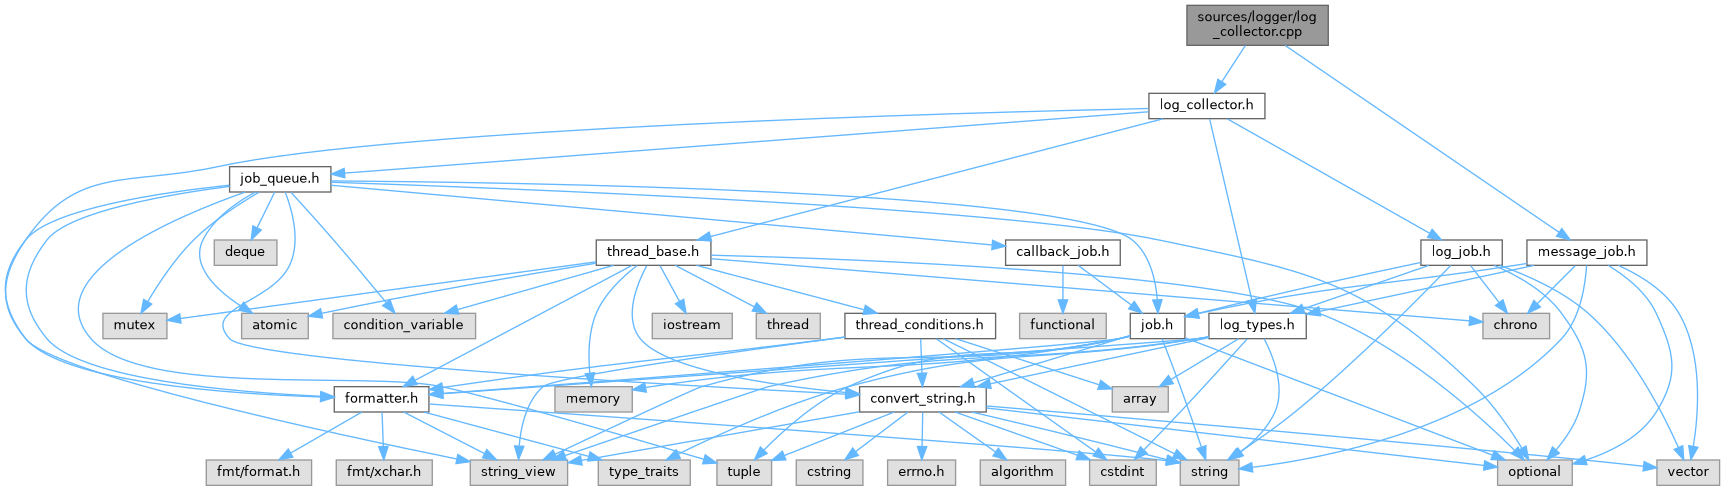 sources/logger/log
_collector.cpp
log_collector.h
job_queue.h
deque
thread_base.h
callback_job.h
log_job.h
message_job.h
mutex
atomic
condition_variable
iostream
thread
thread_conditions.h
functional
job.h
log_types.h
chrono
formatter.h
memory
convert_string.h
array
fmt/format.h
fmt/xchar.h
string_view
type_traits
tuple
cstring
errno.h
algorithm
cstdint
string
optional
vector